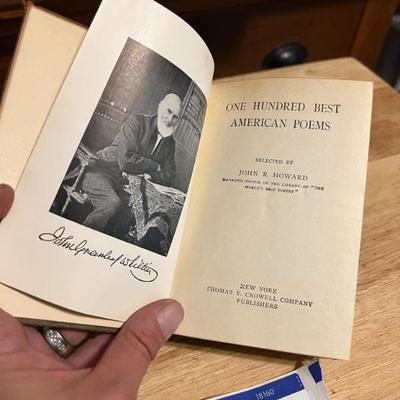 John Greenleaf Whittier
ONE HUNDRED BEST
AMERICAN POEMS
SELECTED BY
JOHN R. HOWARD
MANAGING EDITOR OF THE LIBRARY OF "THE
WORLD'S BEST POETRY"
NEW YORK
THOMAS Y. CROWELL COMPANY
PUBLISHERS
18160